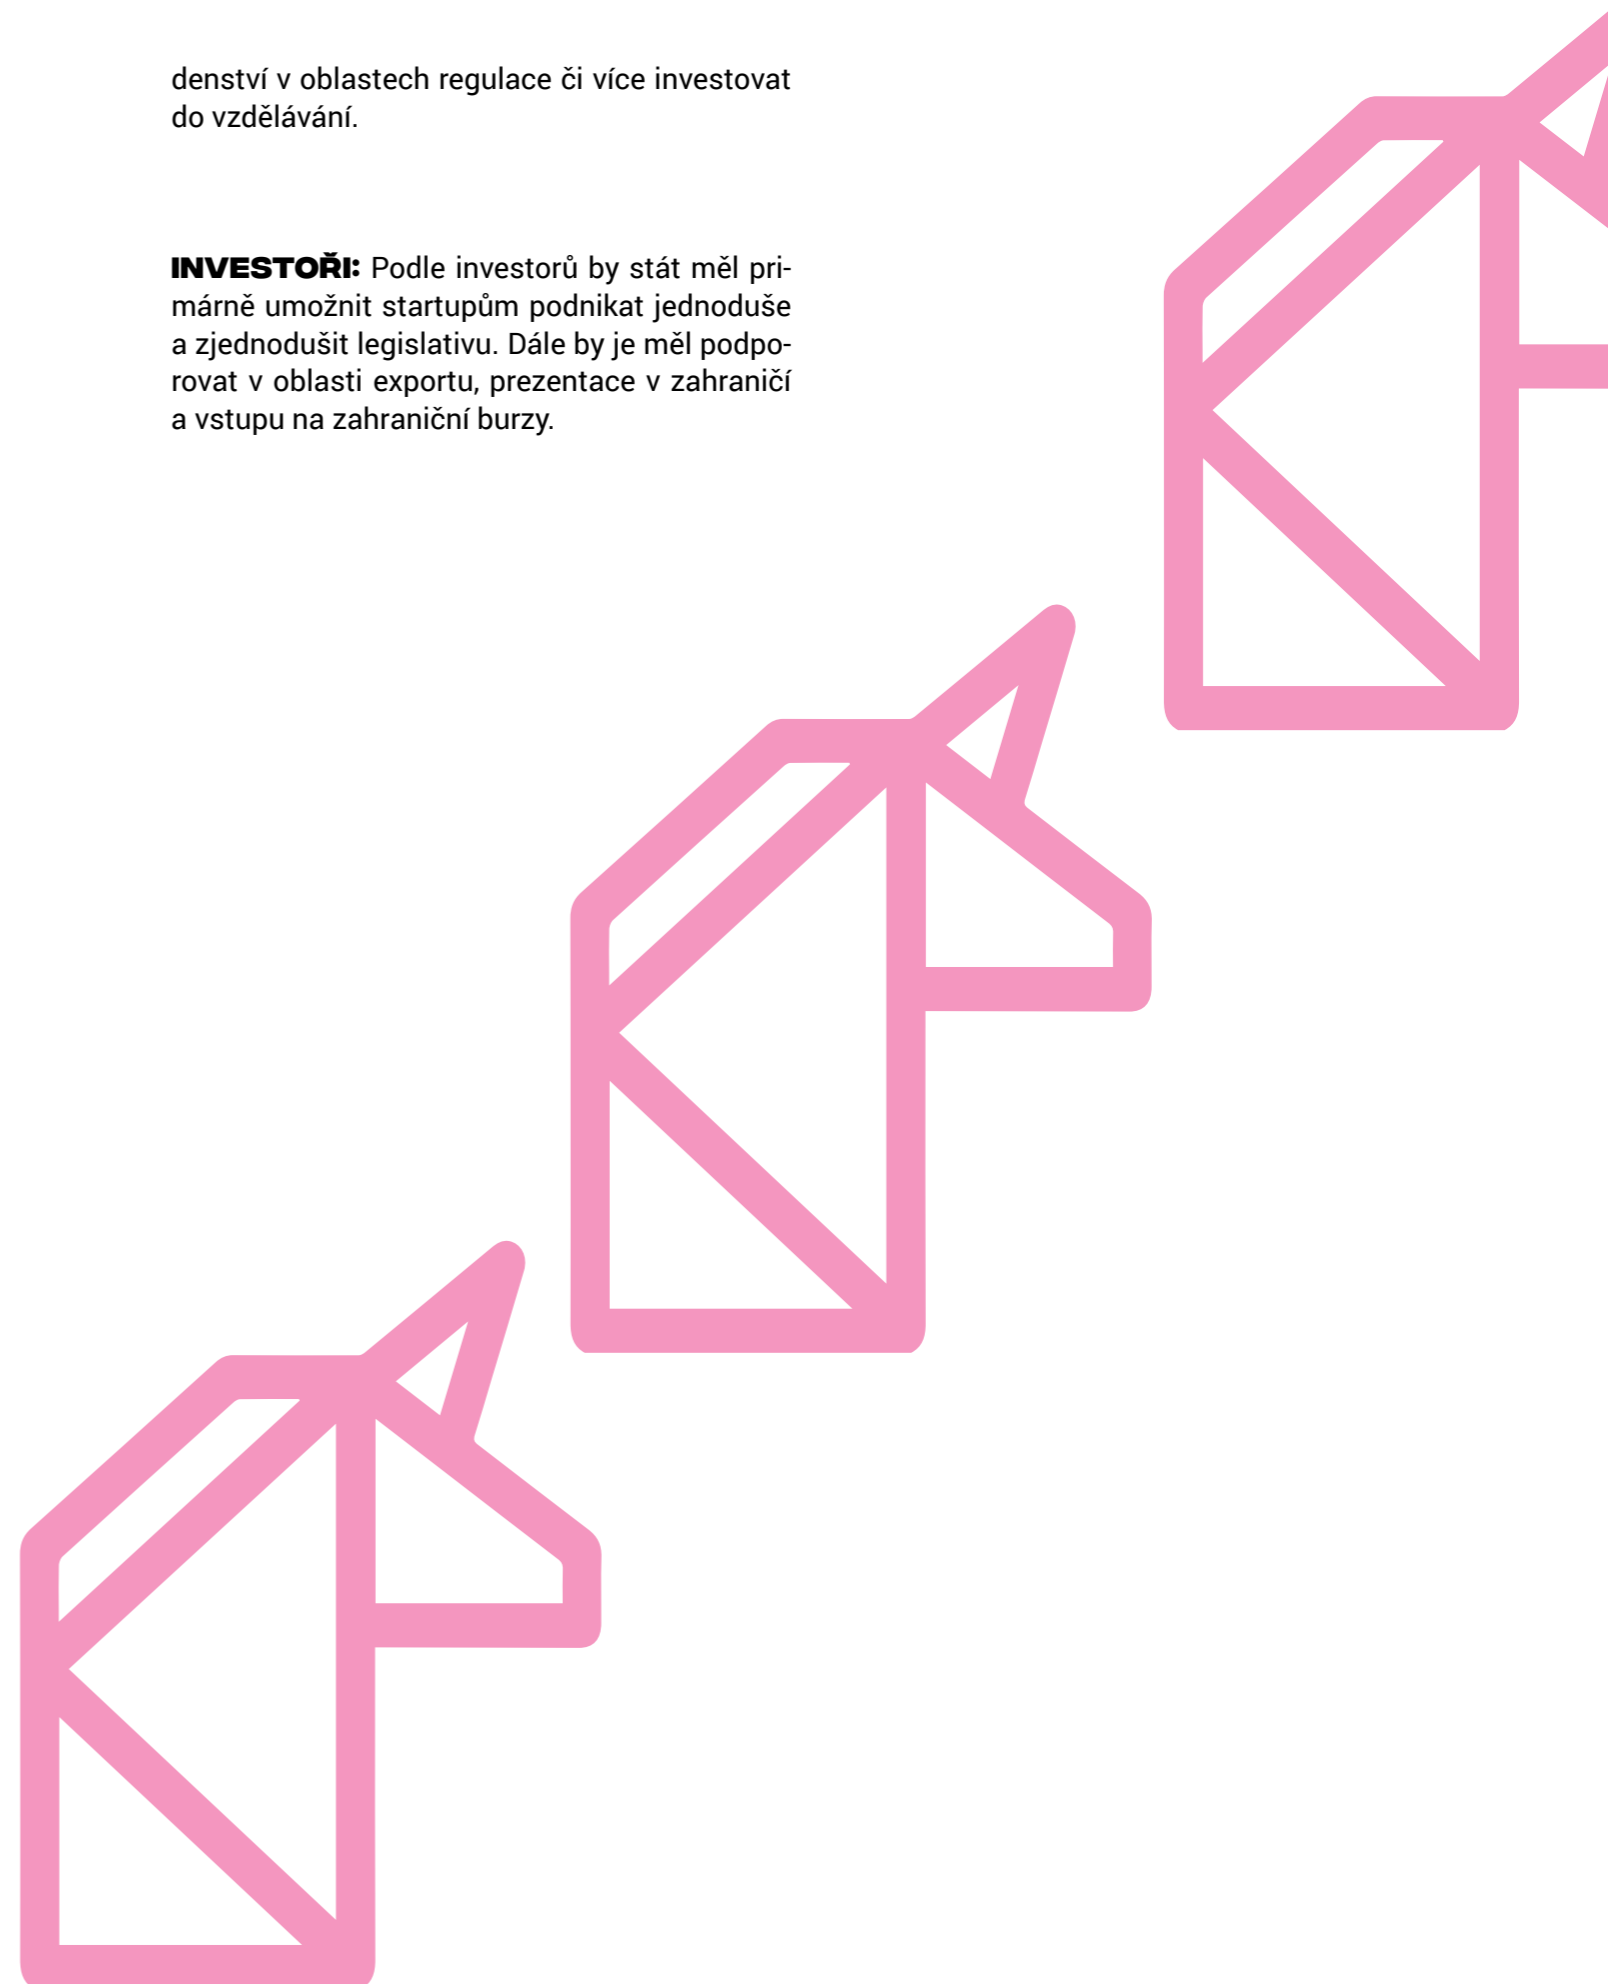 denství v oblastech regulace či více investovat
do vzdělávání.
INVESTOŘI: Podle investorů by stát měl pri-
márně umožnit startupům podnikat jednoduše
a zjednodušit legislativu. Dále by je měl podpo-
rovat v oblasti exportu, prezentace v zahraničí
a vstupu na zahraniční burzy.